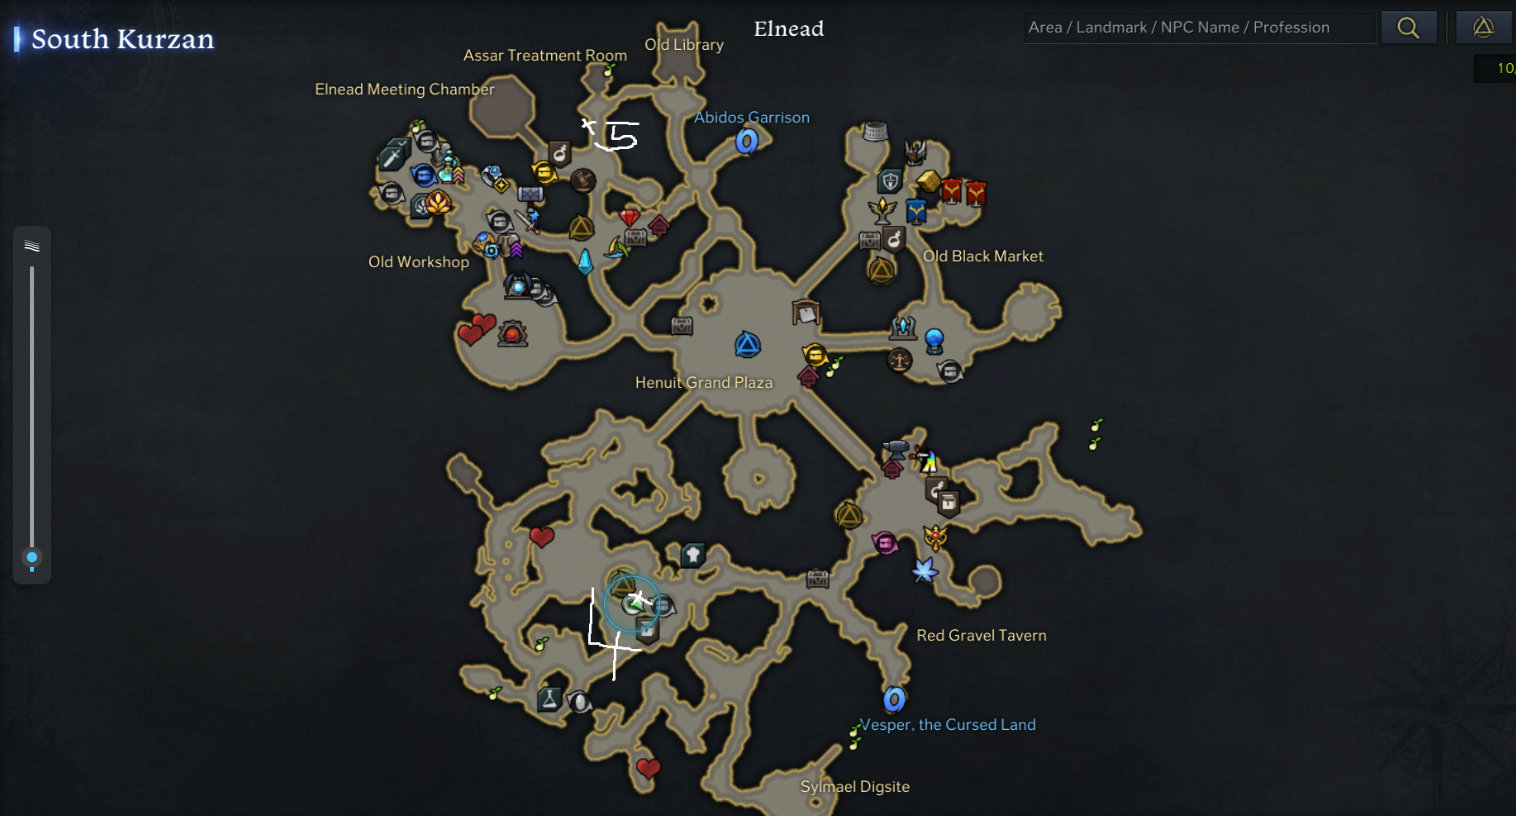 South Kurzan
Elnead
Area / Landmark / NPC Name / Profession
Old Library
Assar Treatment Room
10
Elnead Meeting Chamber
Abidos Garrison
5
Old Black Market
Old Workshop
Henuit Grand Plaza
4
Red Gravel Tavern
Vesper, the Cursed Land
Sylmael Digsite